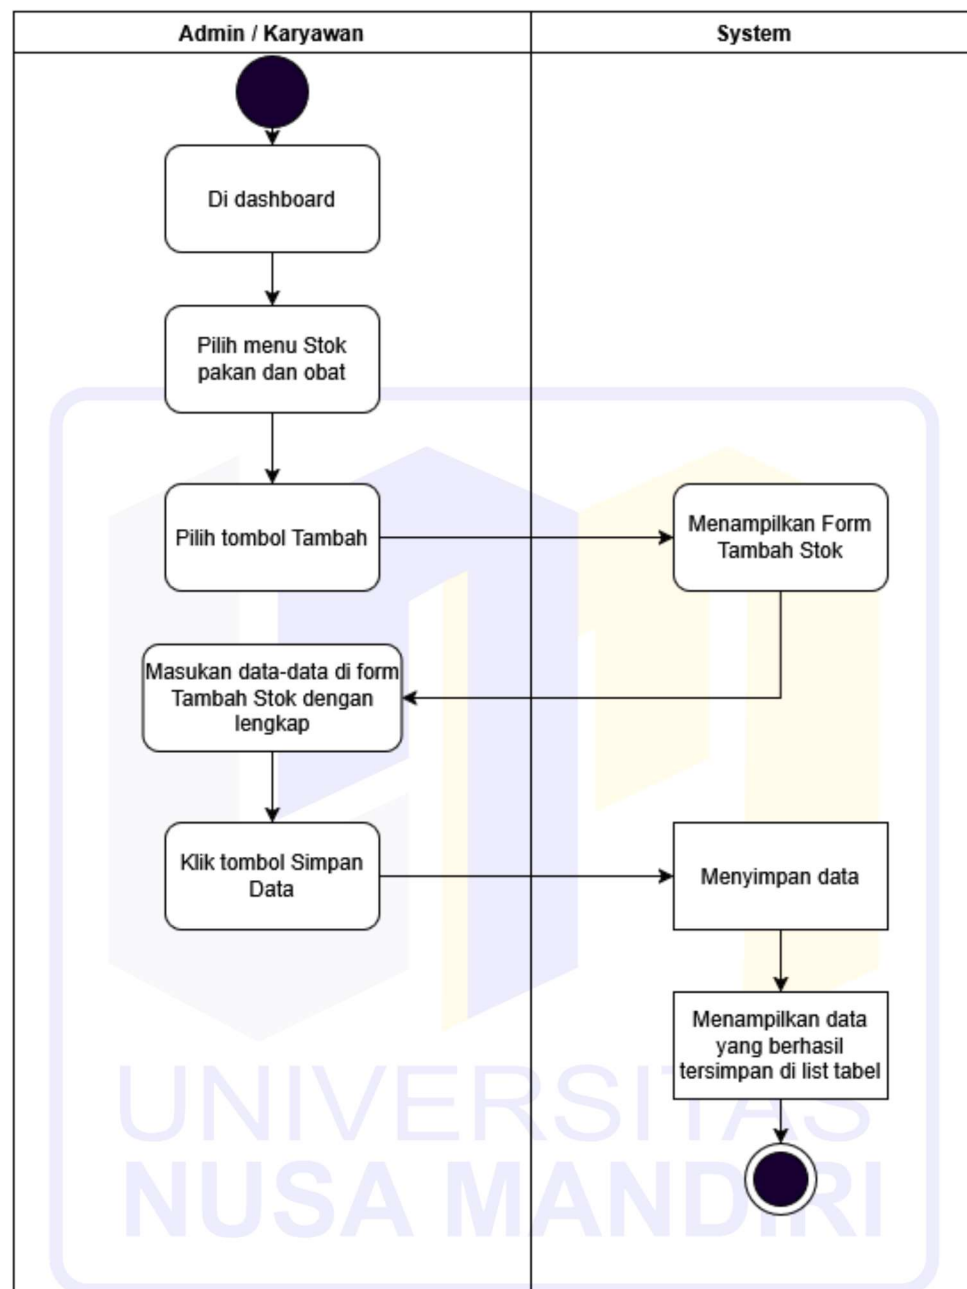 Admin / Karyawan
System
Di dashboard
Pilih menu Stok
pakan dan obat
Pilih tombol Tambah
Menampilkan Form
Tambah Stok
Masukan data-data di form
Tambah Stok dengan
lengkap
Klik tombol Simpan
Data
Menyimpan data
Menampilkan data
yang berhasil
tersimpan di list tabel
UNIVERSITAS
NUSA MANDIRI